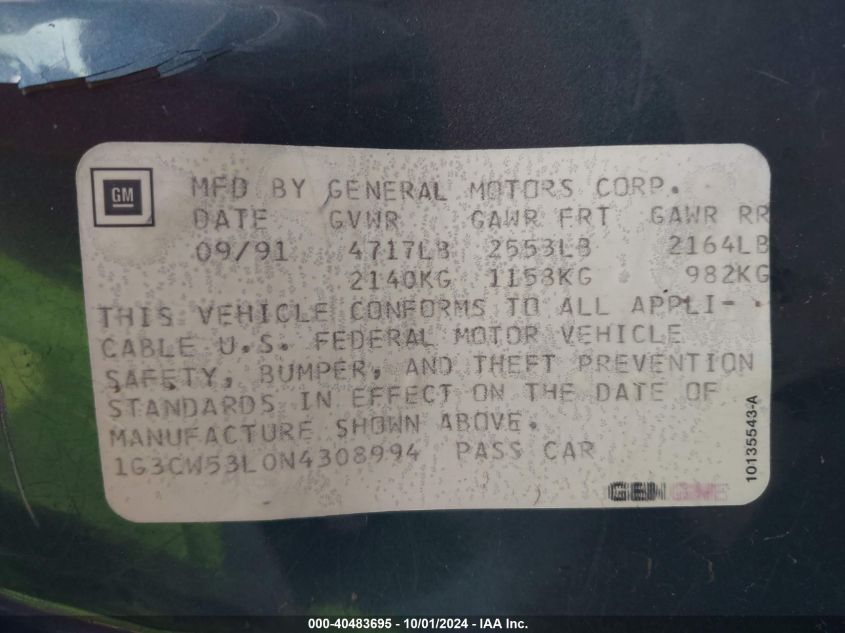 GM
MFD BY GENERAL MOTORS CORP.
DATE GVWR GAWR FRT GAWR RR
09/91 4717LB 2553LB 2164LB
2140KG 1158KG 982KG
THIS VEHICLE CONFORMS TO ALL APPLI-
CABLE U.S. FEDERAL MOTOR VEHICLE
SAFETY, BUMPER, AND THEFT PREVENTION
STANDARDS IN EFFECT ON THE DATE OF
MANUFACTURE SHOWN ABOVE.
1G3CW53L0N4308994 PASS CAR
10135543-A
000-40483695 - 10/01/2024 - IAA Inc.